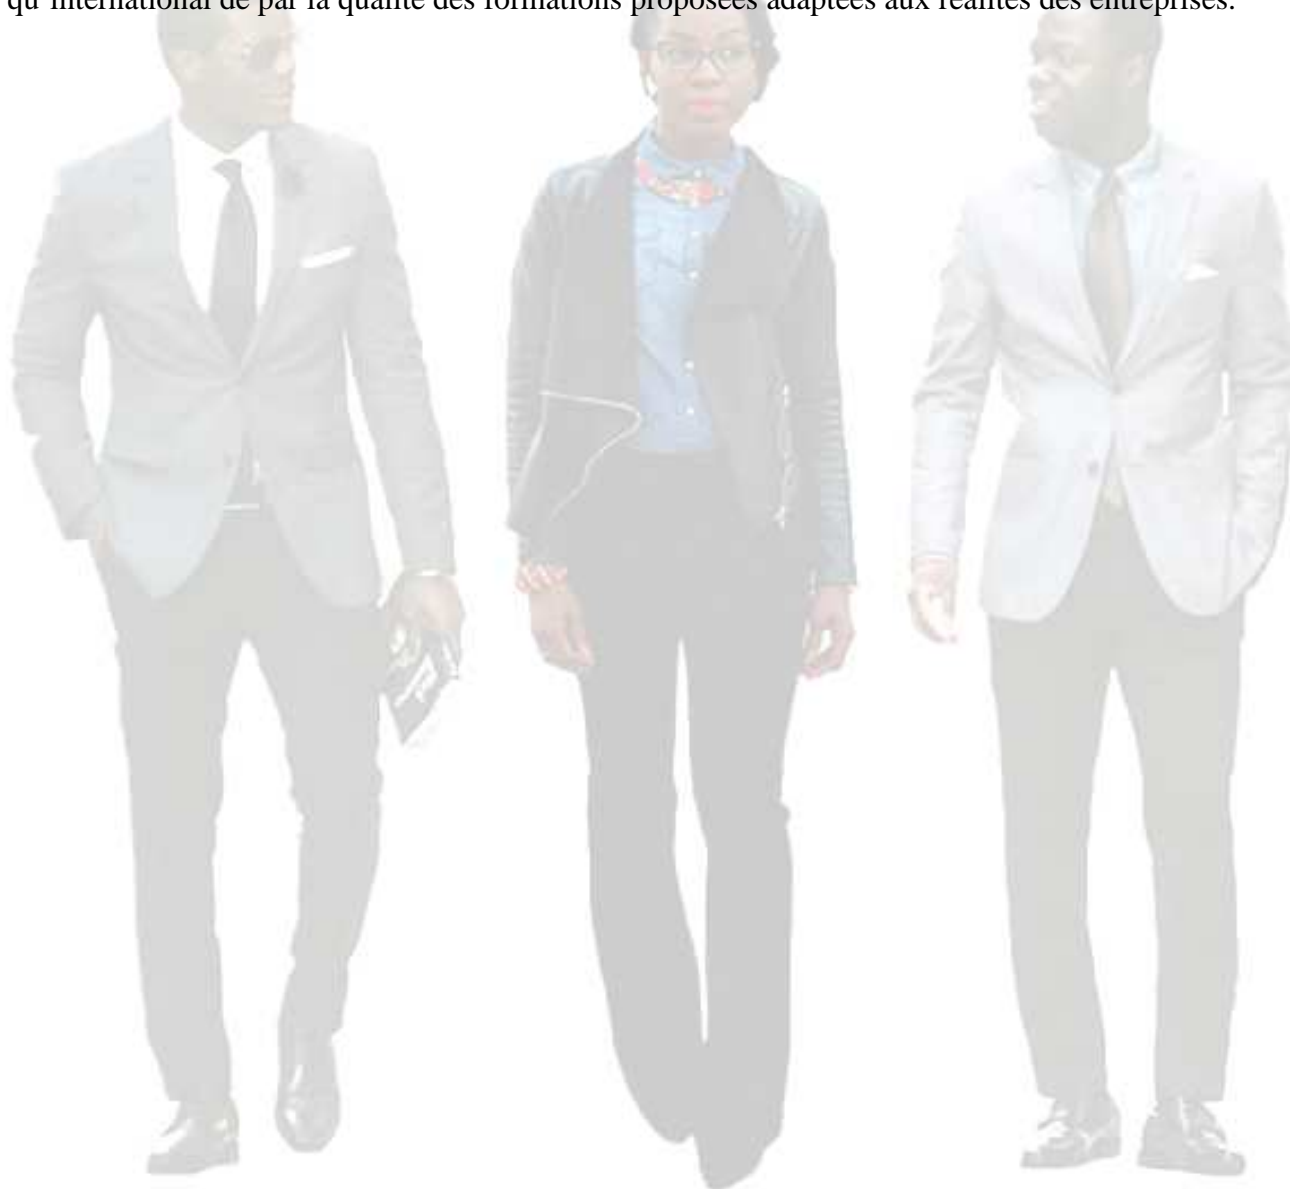 qu'international de par la qualité des formations proposées adaptées aux réalités des entreprises.